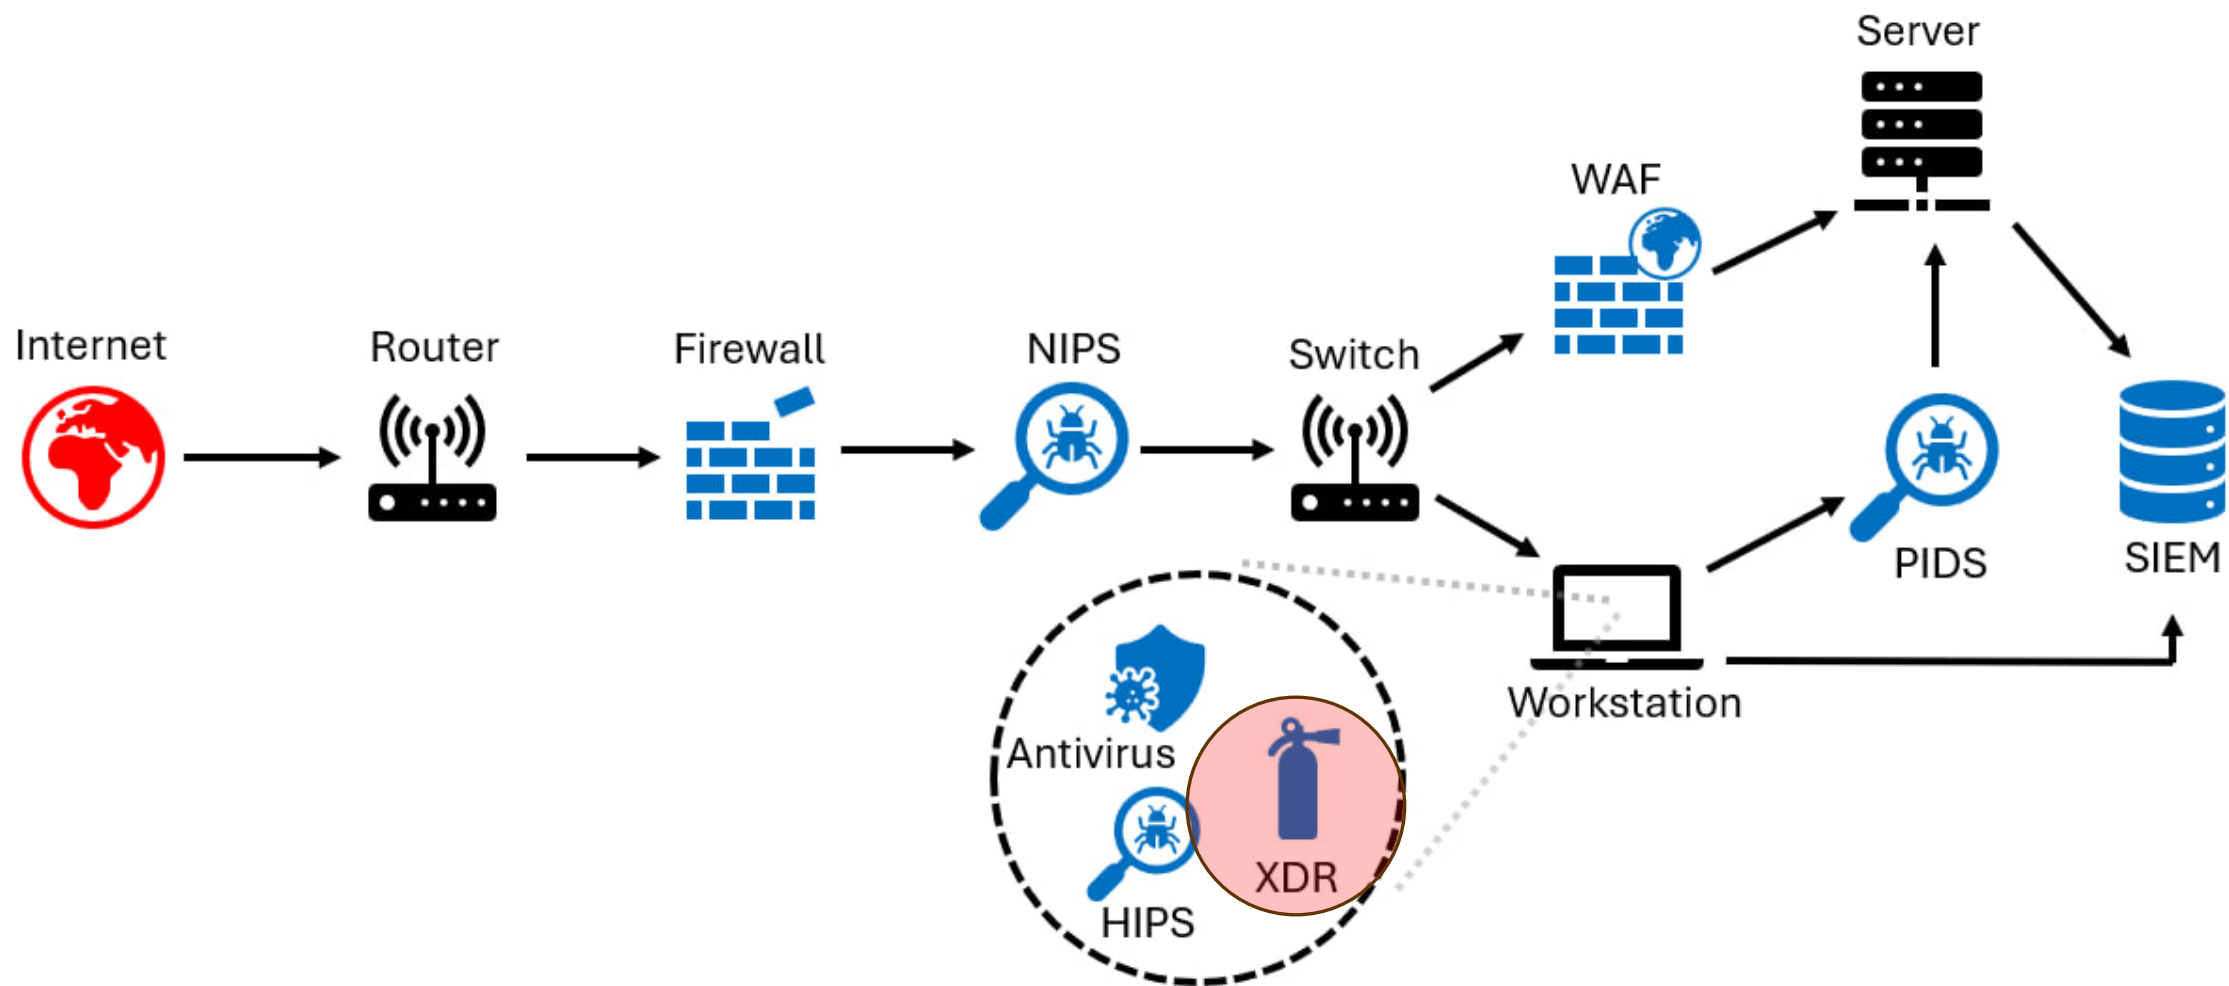 Server
WAF
Internet
Router
Firewall
NIPS
Switch
PIDS
SIEM
Workstation
Antivirus
XDR
HIPS